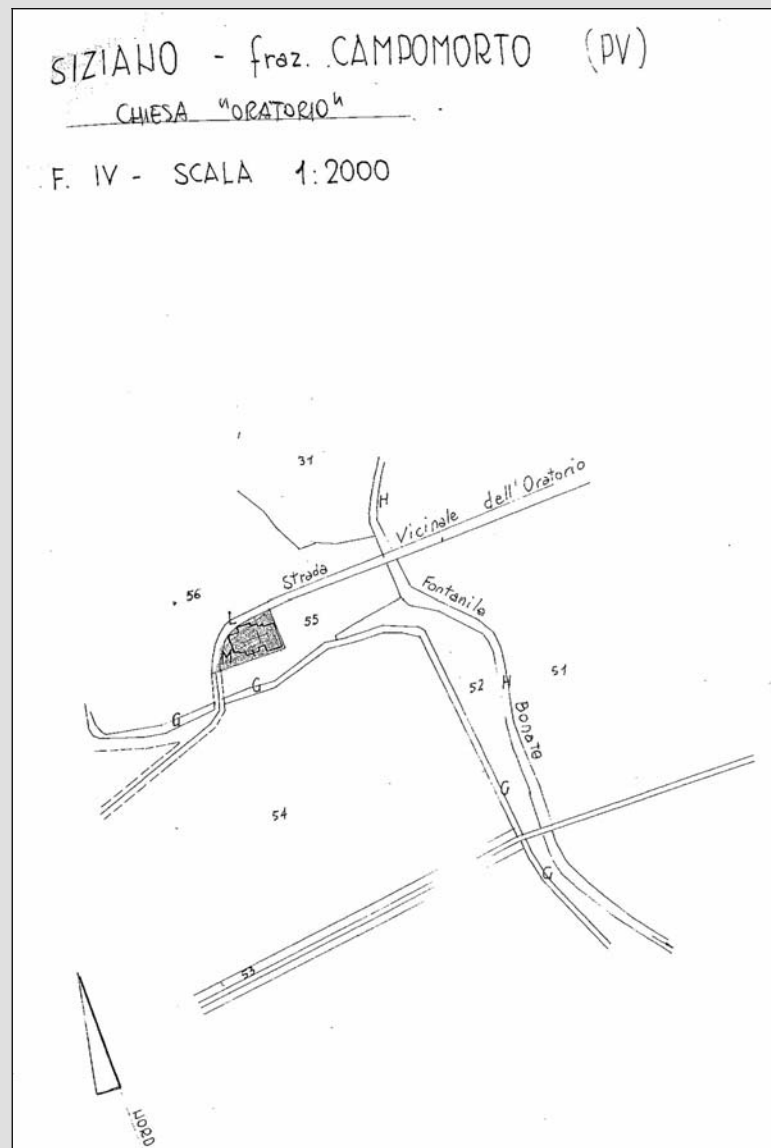 SIZIANO - fraz. CAMPOMORTO (PV)
CHIESA "ORATORIO"
F. IV - SCALA 1:2000
31
H
Strada Vicinale dell'Oratorio
56
L
55
Fontanile
M
G
G
52
H
51
Bonate
G
54
G
53
NORD